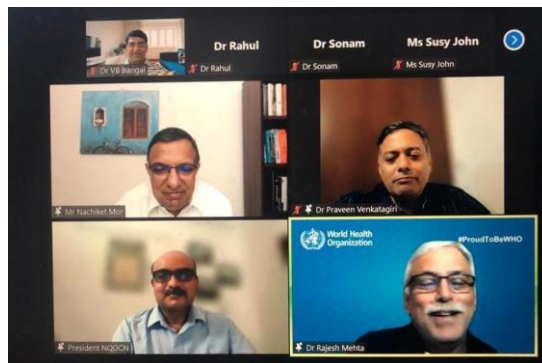 Dr Rahul
Dr Sonam
Ms Susy John
Dr VB Bangal
Dr Rahul
Dr Sonam
Ms Susy John
Mr Nachiket Mor
Dr Praveen Venkatagiri
World Health
Organization
#ProudToBeWHO
President NQOCN
Dr Rajesh Mehta